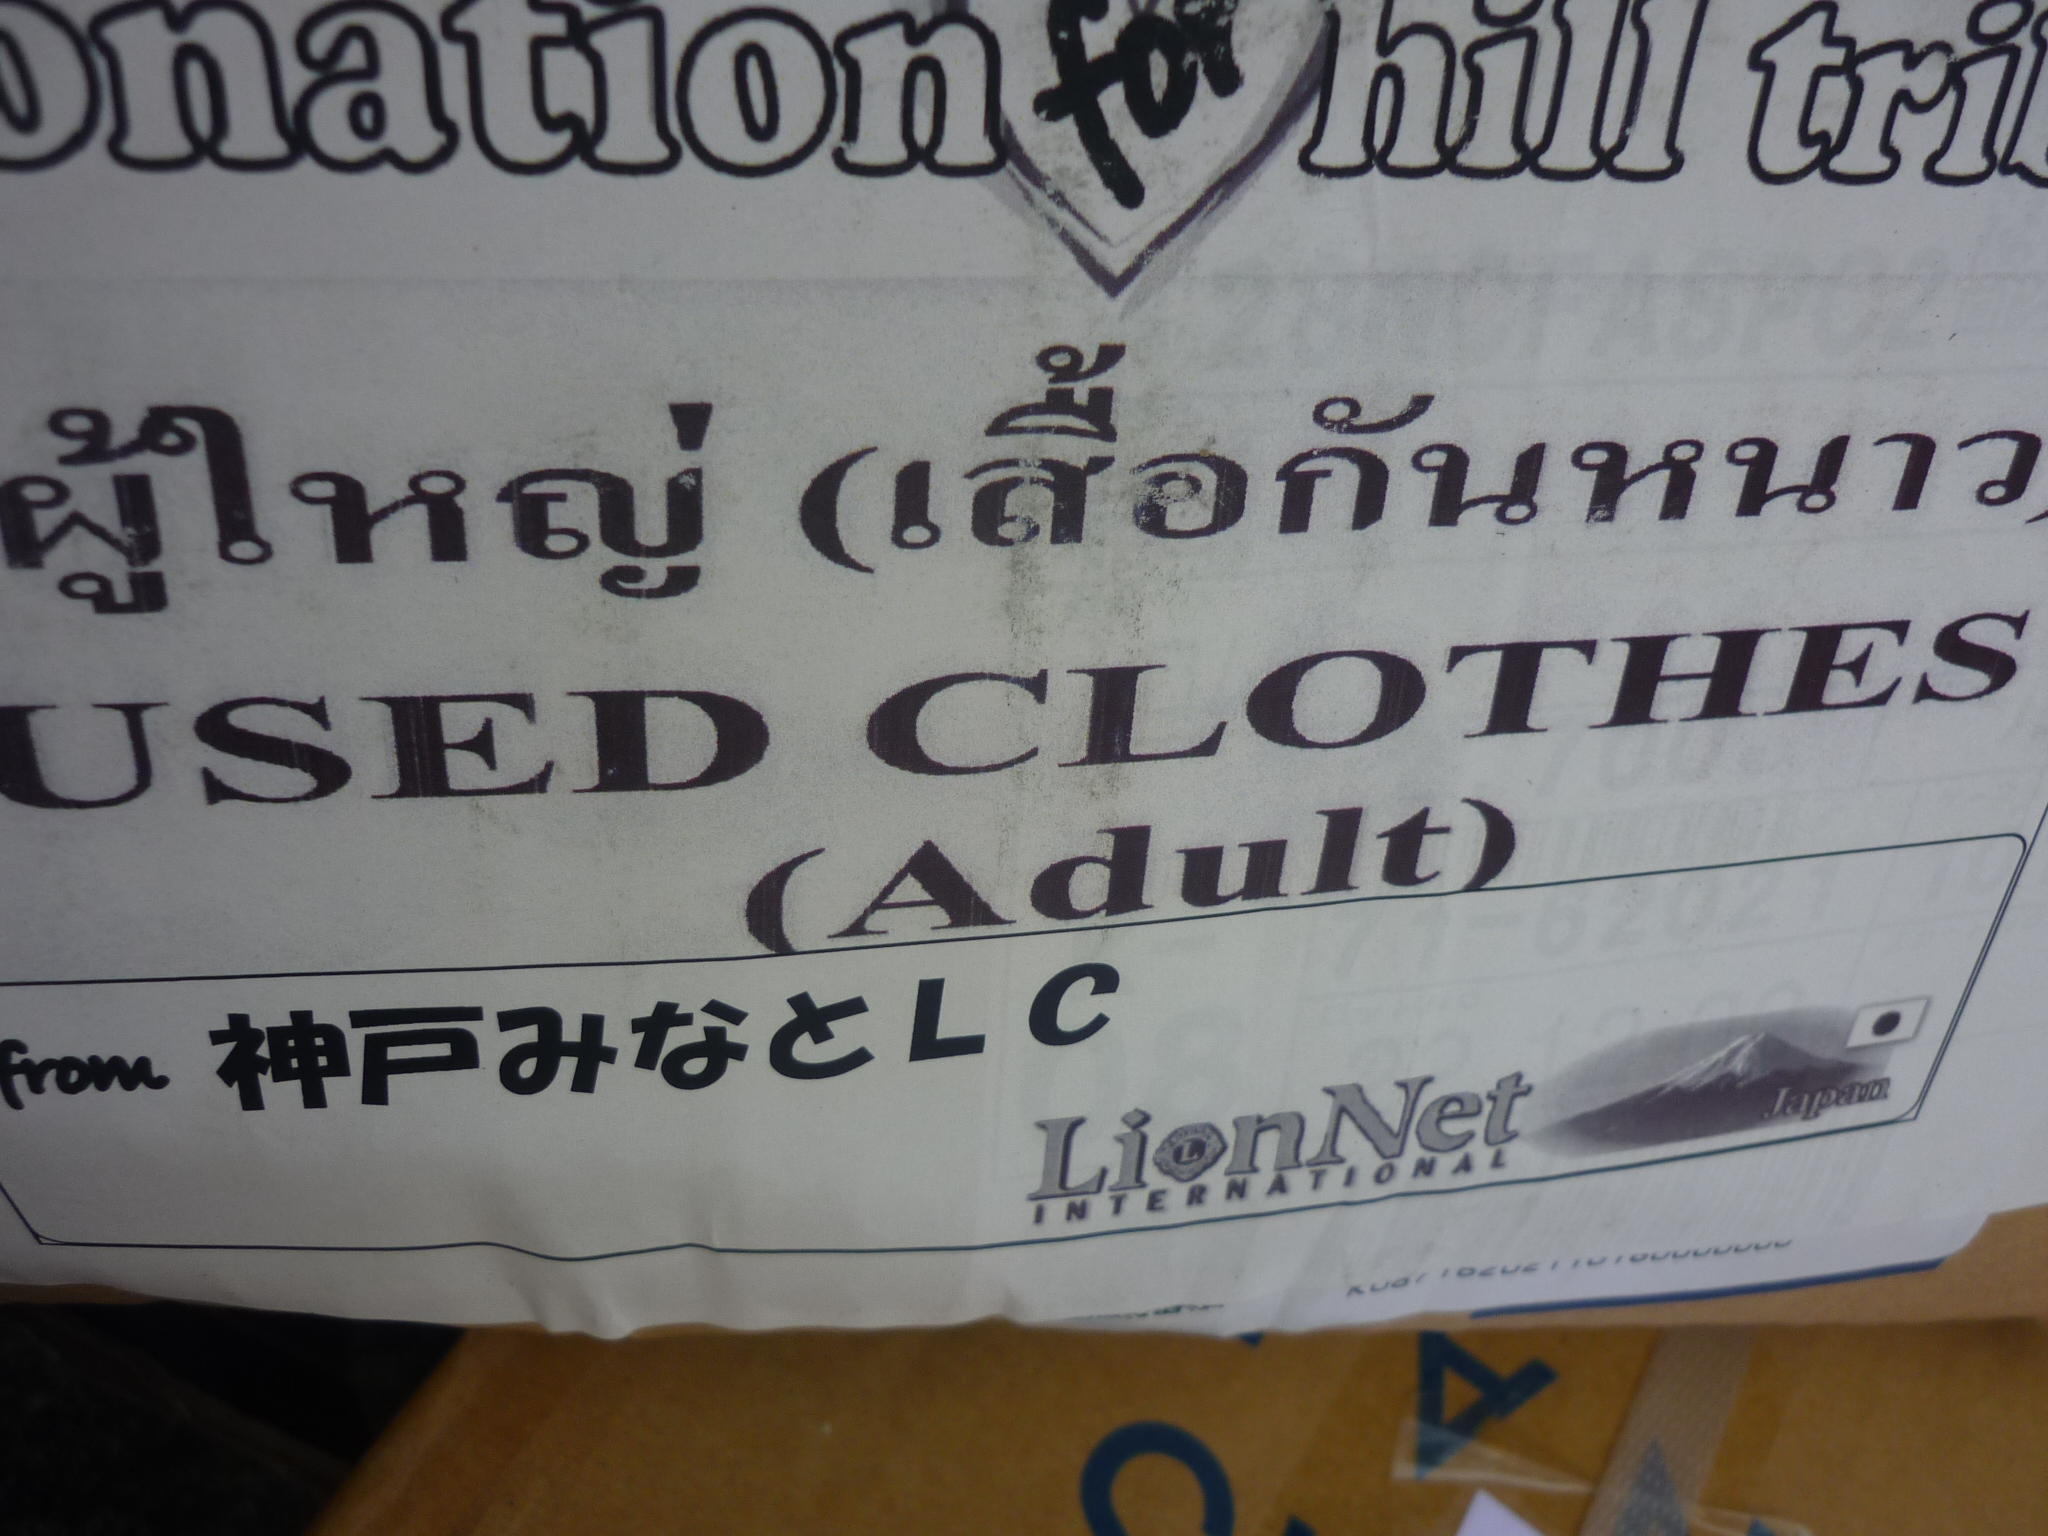 onation for hill trib
ผู้ใหญ่ (เสื้อกันหนาว)
USED CLOTHES
(Adult)
from 神戸みなとLC
LionNet
INTERNATIONAL
Japan